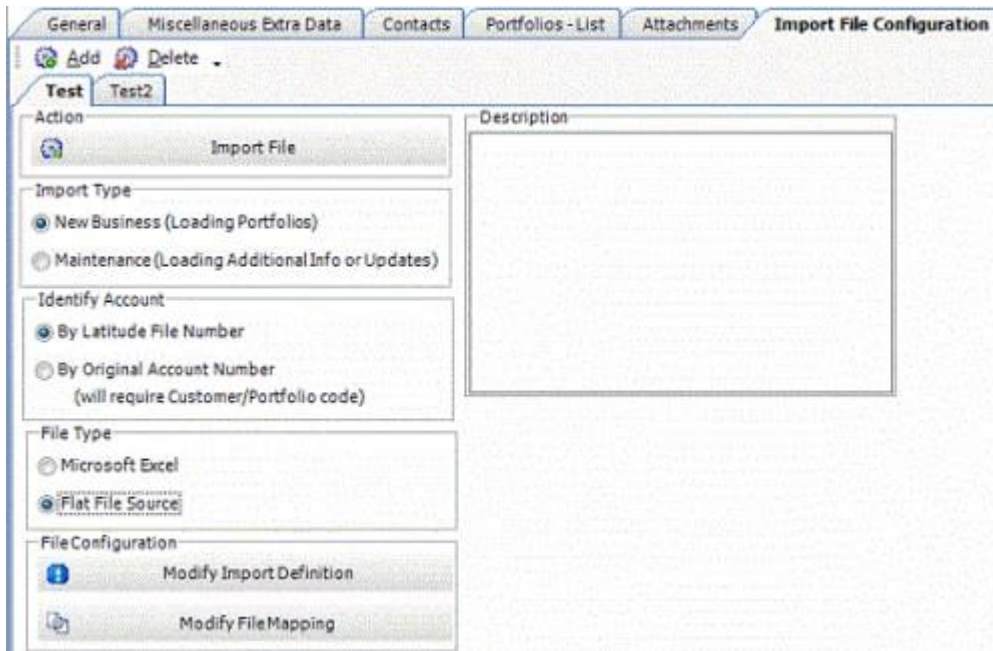 General Miscellaneous Extra Data Contacts Portfolios - List Attachments Import File Configuration
Add Delete
Test Test2
Action
Import File
Description
Import Type
New Business (Loading Portfolios)
Maintenance (Loading Additional Info or Updates)
Identify Account
By Latitude File Number
By Original Account Number
(will require Customer/Portfolio code)
File Type
Microsoft Excel
Flat File Source
File Configuration
Modify Import Definition
Modify File Mapping